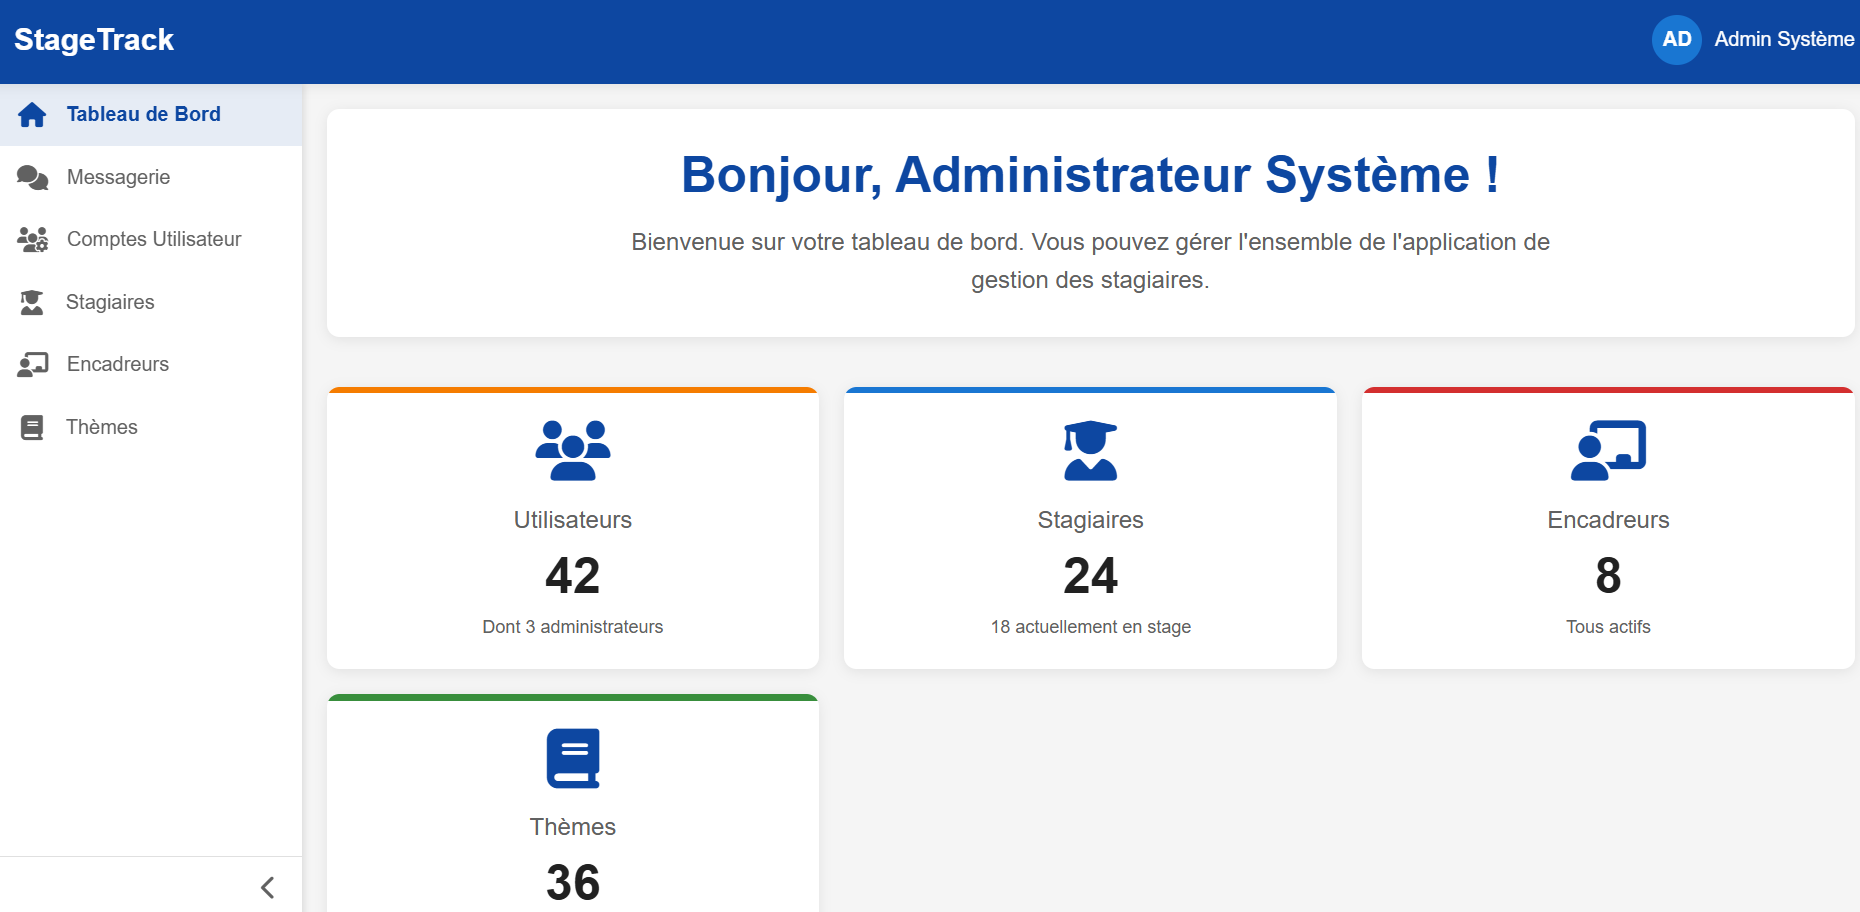 StageTrack
AD
Admin Système
Tableau de Bord
Messagerie
Comptes Utilisateur
Stagiaires
Encadreurs
Thèmes
Bonjour, Administrateur Système !
Bienvenue sur votre tableau de bord. Vous pouvez gérer l'ensemble de l'application de
gestion des stagiaires.
Utilisateurs
42
Dont 3 administrateurs
Stagiaires
24
18 actuellement en stage
Encadreurs
8
Tous actifs
Thèmes
36